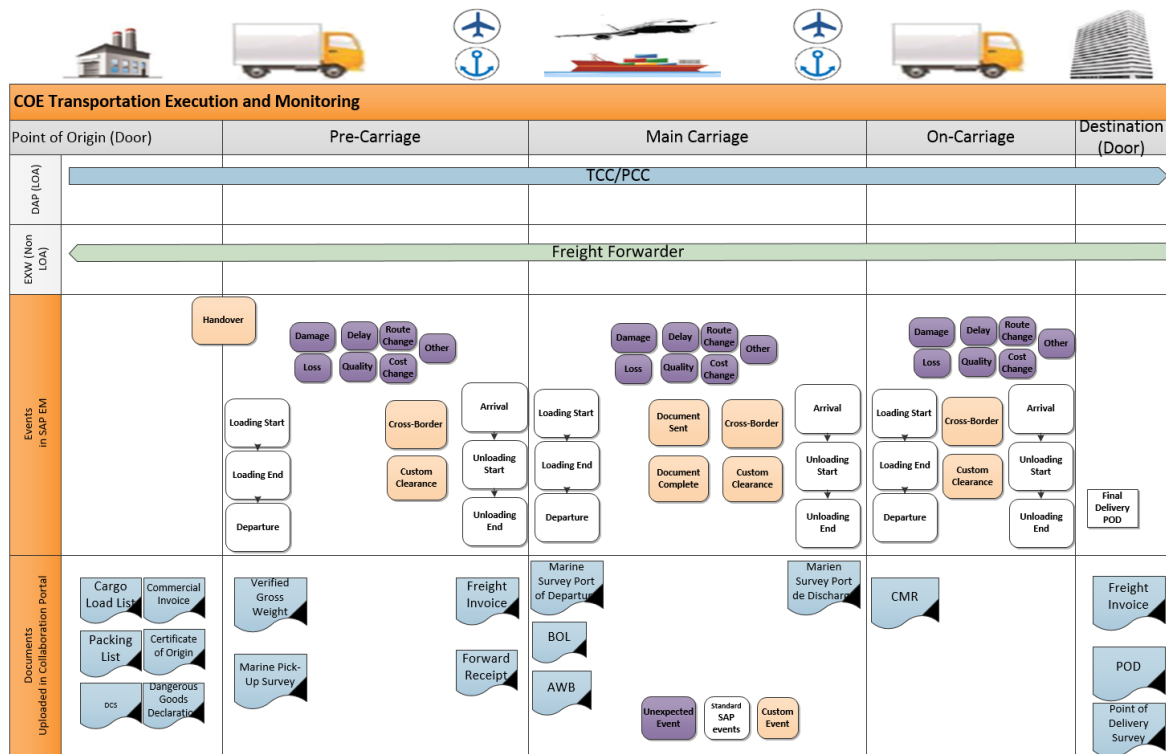 COE Transportation Execution and Monitoring
Point of Origin (Door)
Pre-Carriage
Main Carriage
On-Carriage
Destination
(Door)
DAP (LOA)
TCC/PCC
EXW (Non
LOA)
Freight Forwarder
Events
in SAP EM
Handover
Damage
Delay
Route
Change
Other
Loss
Quality
Cost
Change
Loading Start
Loading End
Departure
Cross-Border
Custom
Clearance
Arrival
Unloading
Start
Unloading
End
Damage
Delay
Route
Change
Other
Loss
Quality
Cost
Change
Loading Start
Loading End
Departure
Document
Sent
Cross-Border
Document
Complete
Custom
Clearance
Arrival
Unloading
Start
Unloading
End
Damage
Delay
Route
Change
Other
Loss
Quality
Cost
Change
Loading Start
Loading End
Departure
Cross-Border
Custom
Clearance
Arrival
Unloading
Start
Unloading
End
Final
Delivery
POD
Documents
Uploaded in Collaboration Portal
Cargo
Load List
Commercial
Invoice
Packing
List
Certificate
of Origin
DCS
Dangerous
Goods
Declaratio
Verified
Gross
Weight
Marine Pick-
Up Survey
Freight
Invoice
Forward
Receipt
Marine
Survey Port
of Departur
BOL
AWB
Marien
Survey Port
de Discharg
CMR
Freight
Invoice
POD
Point of
Delivery
Survey
Unexpected
Event
Standard
SAP
events
Custom
Event